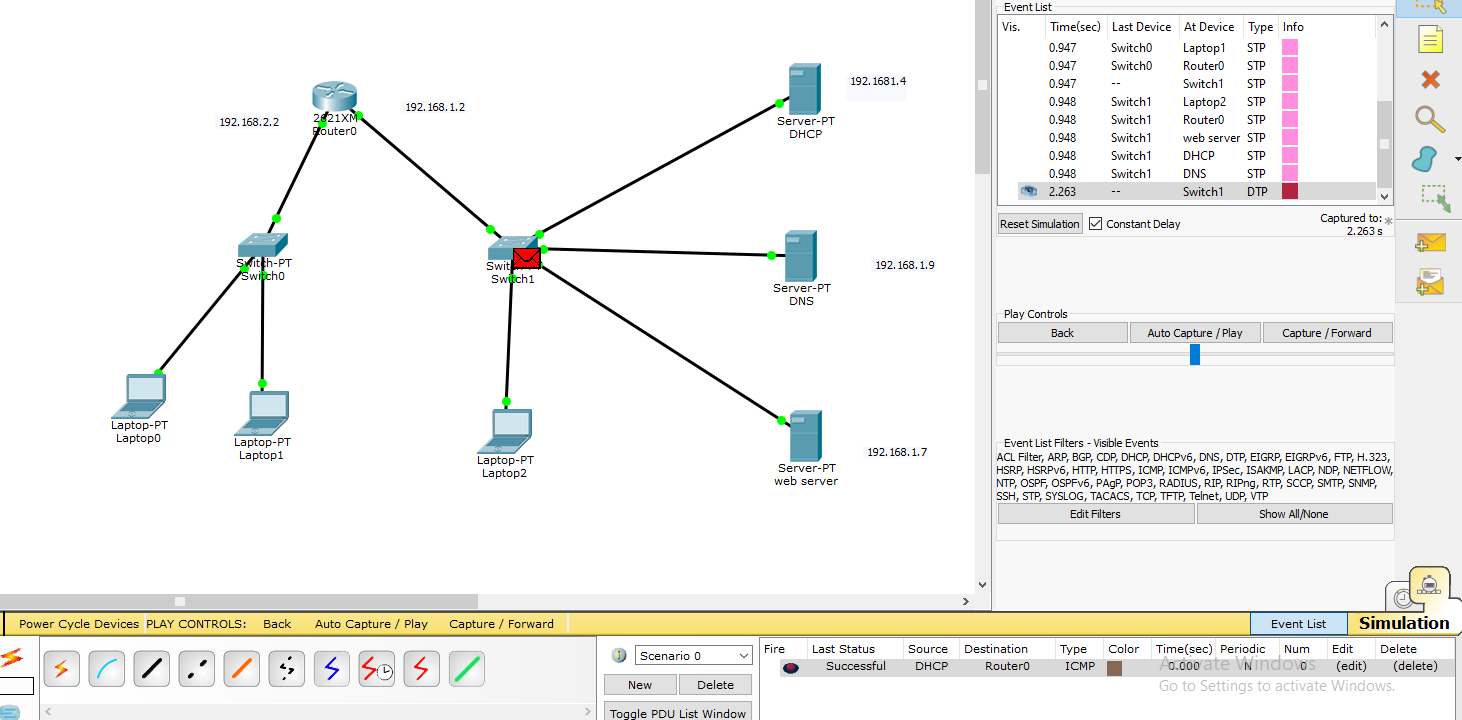 Event List
Vis. Time(sec) Last Device At Device Type Info
0.947 Switch0 Laptop1 STP
0.947 Switch0 Router0 STP
0.947 -- Switch1 STP
0.948 Switch1 Laptop2 STP
0.948 Switch1 Router0 STP
0.948 Switch1 web server STP
0.948 Switch1 DHCP STP
0.948 Switch1 DNS STP
2.263 -- Switch1 DTP
Reset Simulation Constant Delay Captured to: *
2.263 s
192.1681.4
192.168.1.2
192.168.2.2
Router0
Server-PT
DHCP
Switch-PT
Switch0
Switch1
192.168.1.9
Server-PT
DNS
Laptop-PT
Laptop0
Laptop-PT
Laptop1
Laptop-PT
Laptop2
192.168.1.7
Server-PT
web server
Play Controls
Back Auto Capture / Play Capture / Forward
Event List Filters - Visible Events
ACL Filter, ARP, BGP, CDP, DHCP, DHCPv6, DNS, DTP, EIGRP, EIGRPv6, FTP, H.323,
HSRP, HSRPv6, HTTP, HTTPS, ICMP, ICMPv6, IPSec, ISAKMP, LACP, NDP, NETFLOW,
NTP, OSPF, OSPFv6, PAgP, POP3, RADIUS, RIP, RIPng, RTP, SCCP, SMTP, SNMP,
SSH, STP, SYSLOG, TACACS, TCP, TFTP, Telnet, UDP, VTP
Edit Filters Show All/None
Power Cycle Devices PLAY CONTROLS: Back Auto Capture / Play Capture / Forward Event List Simulation
Scenario 0
New Delete
Toggle PDU List Window
Fire Last Status Source Destination Type Color Time(sec) Periodic Num Edit Delete
Successful DHCP Router0 ICMP 0.000 N 0 (edit) (delete)
Activate Windows
Go to Settings to activate Windows.